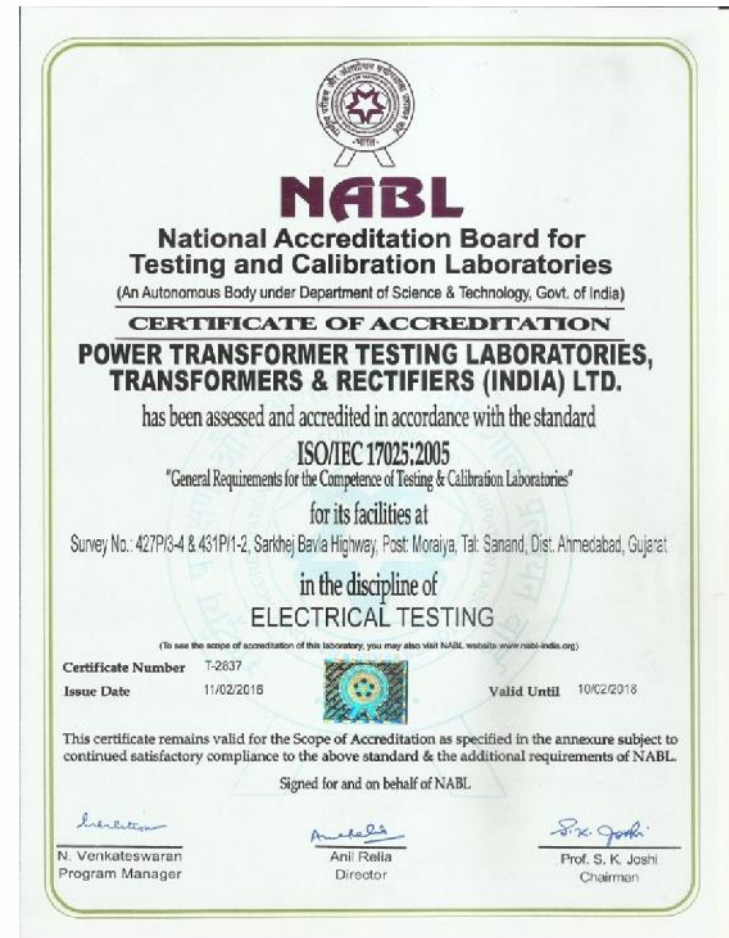 NABL
National Accreditation Board for
Testing and Calibration Laboratories
(An Autonomous Body under Department of Science & Technology, Govt. of India)
CERTIFICATE OF ACCREDITATION
POWER TRANSFORMER TESTING LABORATORIES,
TRANSFORMERS & RECTIFIERS (INDIA) LTD.
has been assessed and accredited in accordance with the standard
ISO/IEC 17025:2005
"General Requirements for the Competence of Testing & Calibration Laboratories"
for its facilities at
Survey No.: 427P/3-4 & 431P/1-2, Sarkhej Bavla Highway, Post: Moraiya, Tal: Sanand, Dist. Ahmedabad, Gujarat
in the discipline of
ELECTRICAL TESTING
(To see the scope of accreditation of this laboratory, you may also visit NABL website www.nabl-india.org)
Certificate Number T-2837
Issue Date 11/02/2016 Valid Until 10/02/2018
This certificate remains valid for the Scope of Accreditation as specified in the annexure subject to
continued satisfactory compliance to the above standard & the additional requirements of NABL.
Signed for and on behalf of NABL
S. K. Joshi
N. Venkateswaran Anil Relia Prof. S. K. Joshi
Program Manager Director Chairman